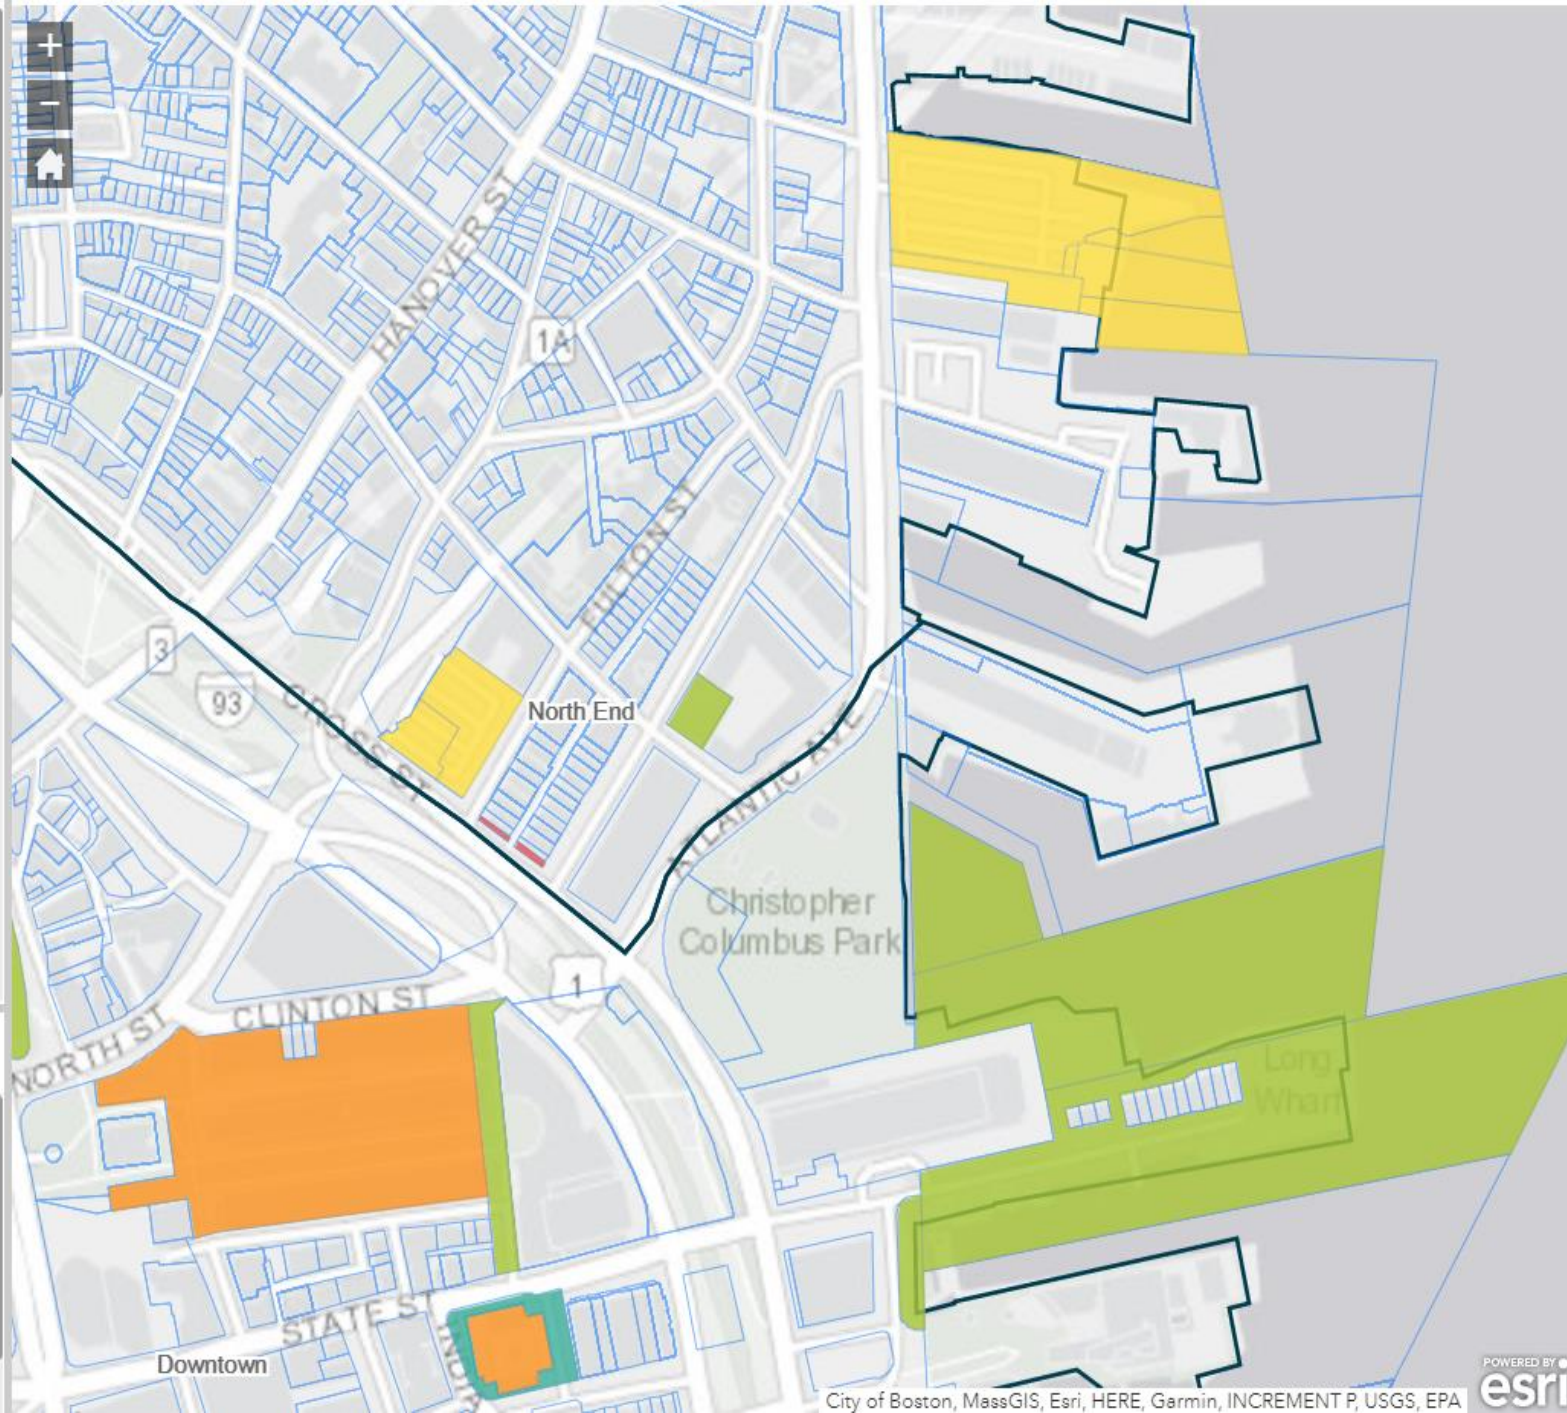 +
−
HANOVER ST
1A
FULTON ST
3
93
CROSS ST
North End
ATLANTIC AVE
Christopher
Columbus Park
1
CLINTON ST
NORTH ST
Long
Wharf
STATE ST
Downtown
POWERED BY
esri
City of Boston, MassGIS, Esri, HERE, Garmin, INCREMENT P, USGS, EPA